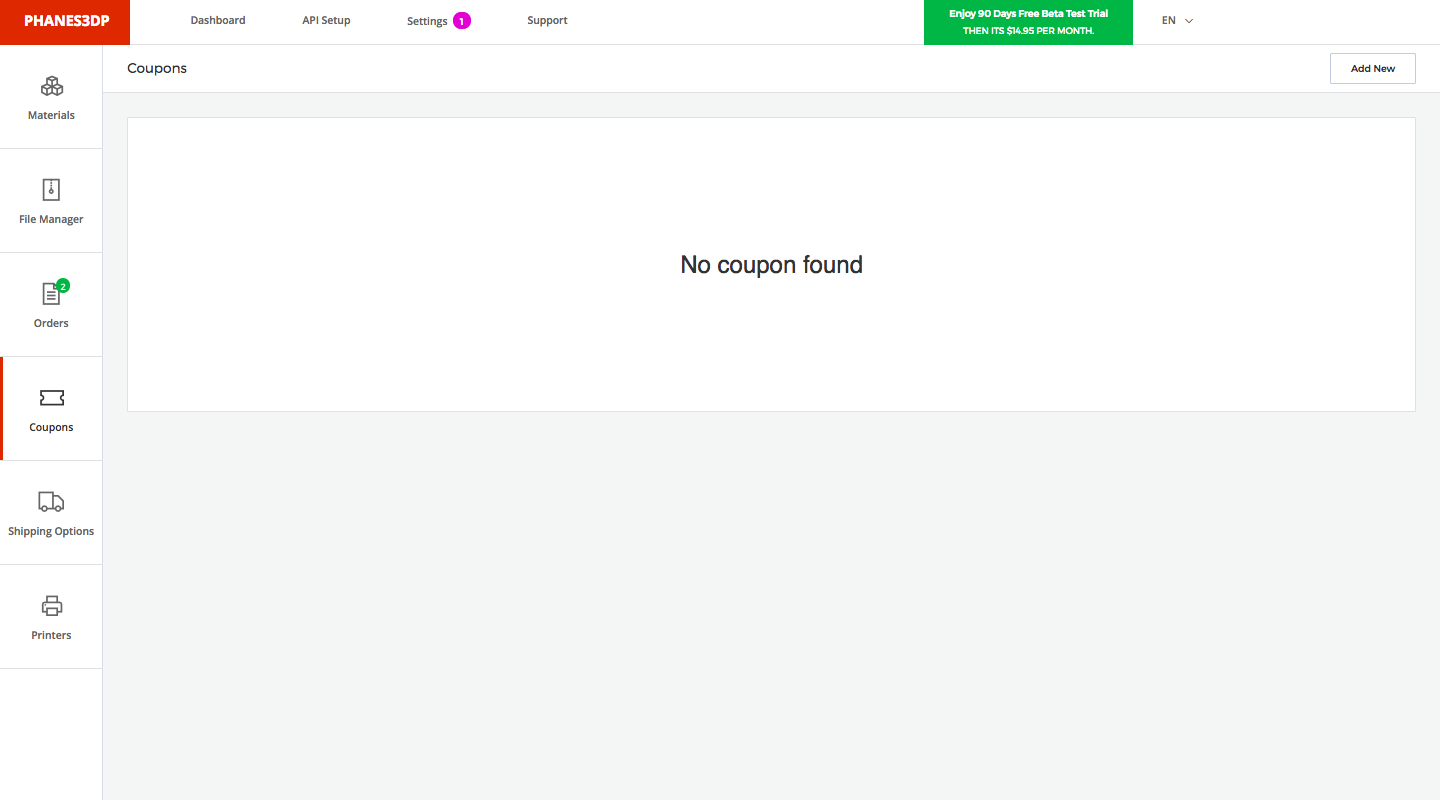 PHANES3DP
Dashboard
API Setup
Settings 1
Support
Enjoy 90 Days Free Beta Test Trial
THEN ITS $14.95 PER MONTH.
EN
Coupons
Add New
Materials
File Manager
2
Orders
Coupons
Shipping Options
Printers
No coupon found